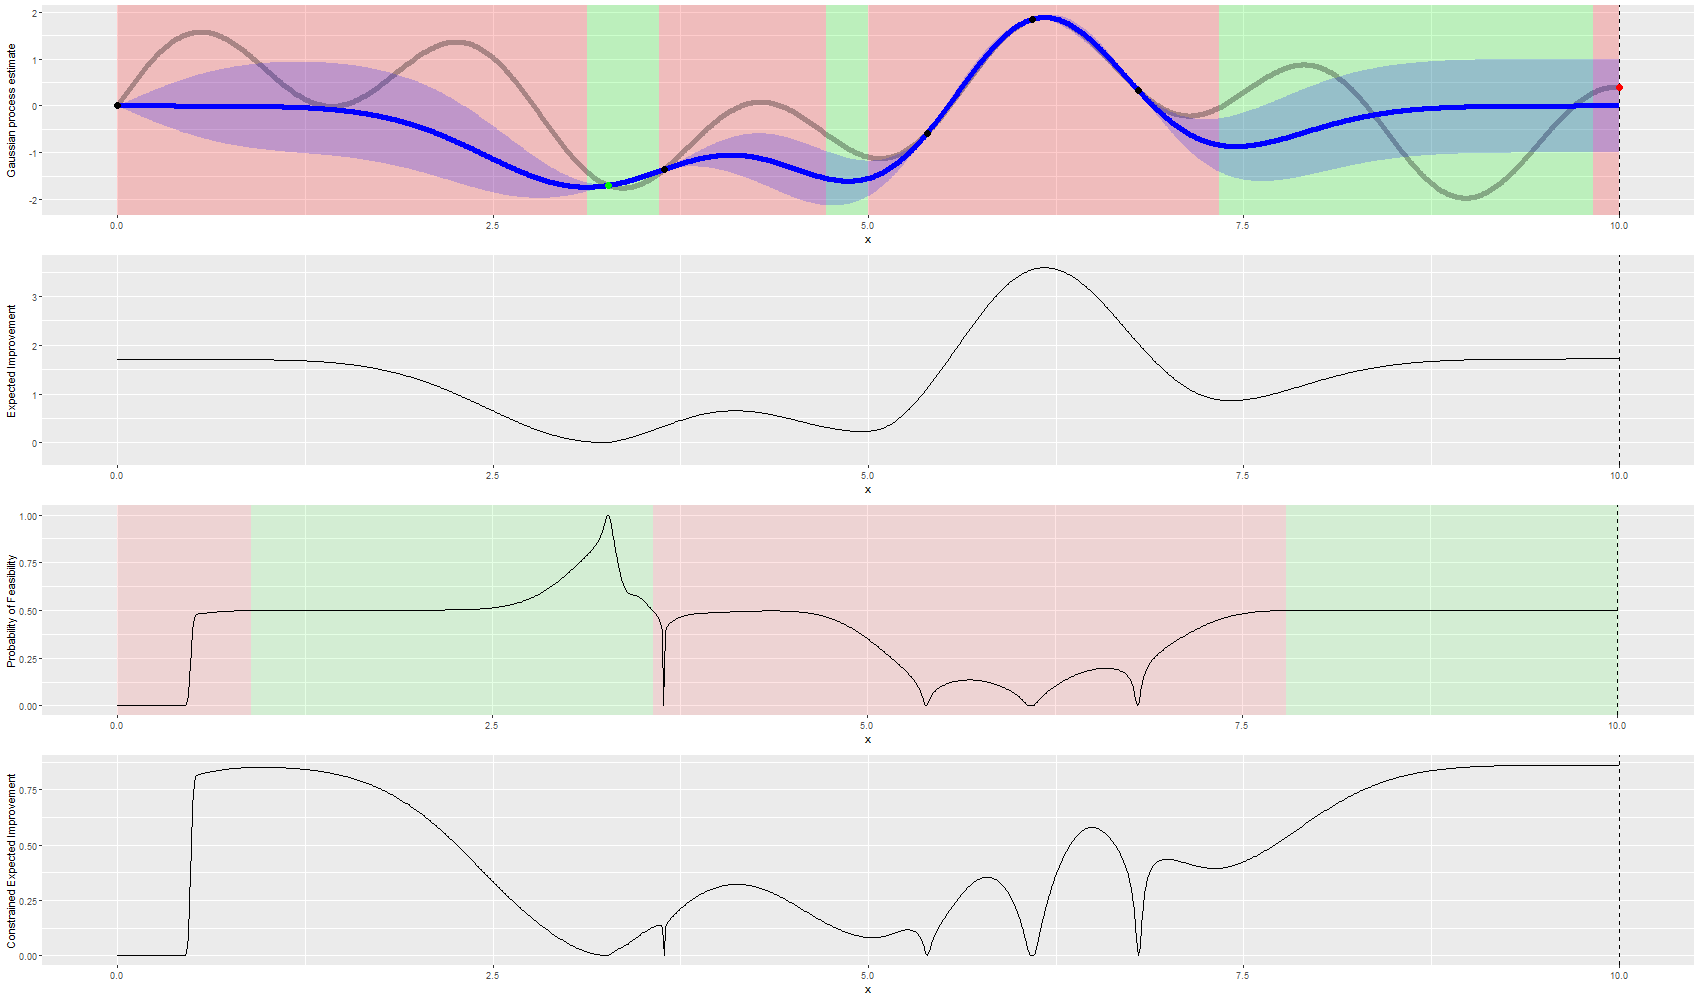 Gaussian process estimate
2
1
0
-1
-2
0.0 2.5 5.0 7.5 10.0
x
Expected Improvement
3
2
1
0
0.0 2.5 5.0 7.5 10.0
x
Probability of Feasibility
1.00
0.75
0.50
0.25
0.00
0.0 2.5 5.0 7.5 10.0
x
Constrained Expected Improvement
0.75
0.50
0.25
0.00
0.0 2.5 5.0 7.5 10.0
x